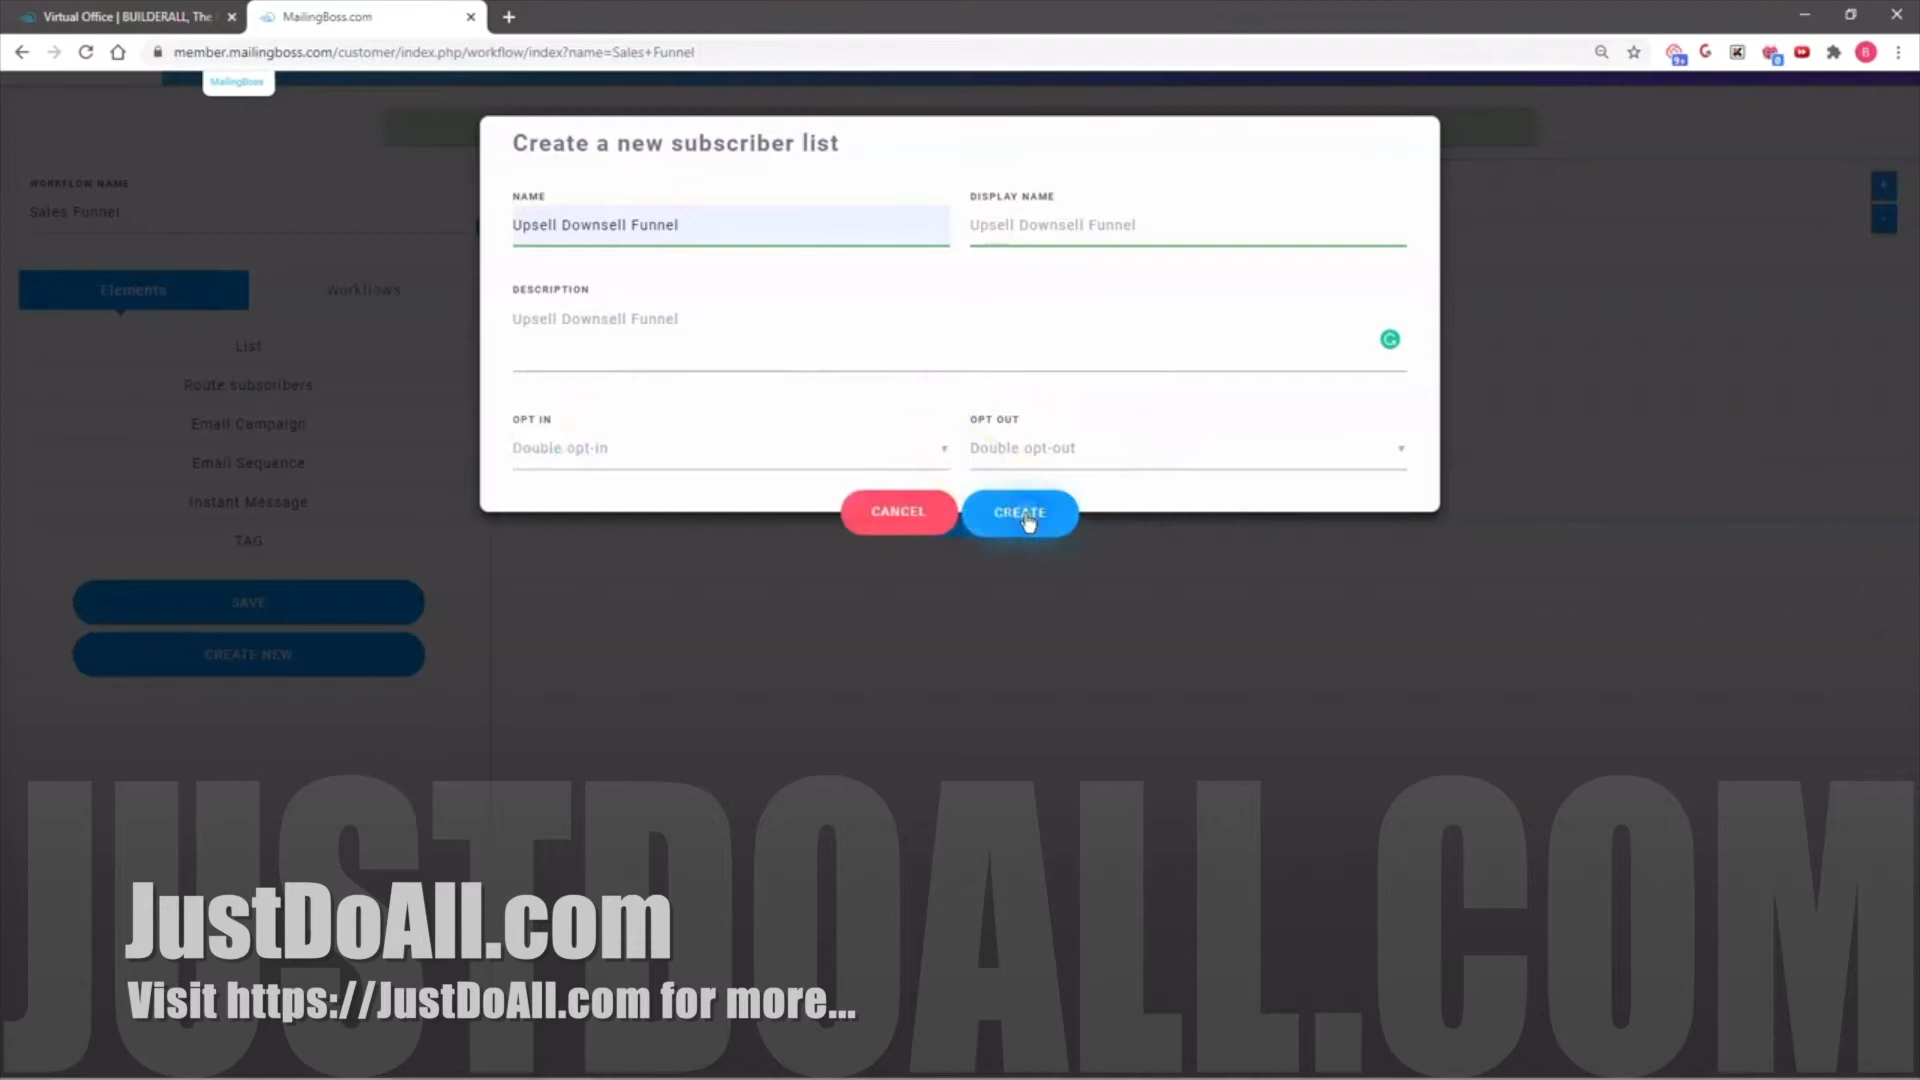 Virtual Office | BUILDERALL, The
MailingBoss.com
member.mailingboss.com/customer/index.php/workflow/index?name=Sales+Funnel
MailingBoss
Create a new subscriber list
WORKFLOW NAME
Sales Funnel
NAME
DISPLAY NAME
Upsell Downsell Funnel
Upsell Downsell Funnel
Elements
Workflows
DESCRIPTION
Upsell Downsell Funnel
List
Route subscribers
Email Campaign
Email Sequence
Instant Message
TAG
OPT IN
OPT OUT
Double opt-in
Double opt-out
CANCEL
CREATE
SAVE
CREATE NEW
JUSTDOALL.COM
JustDoAll.com
Visit https://JustDoAll.com for more...